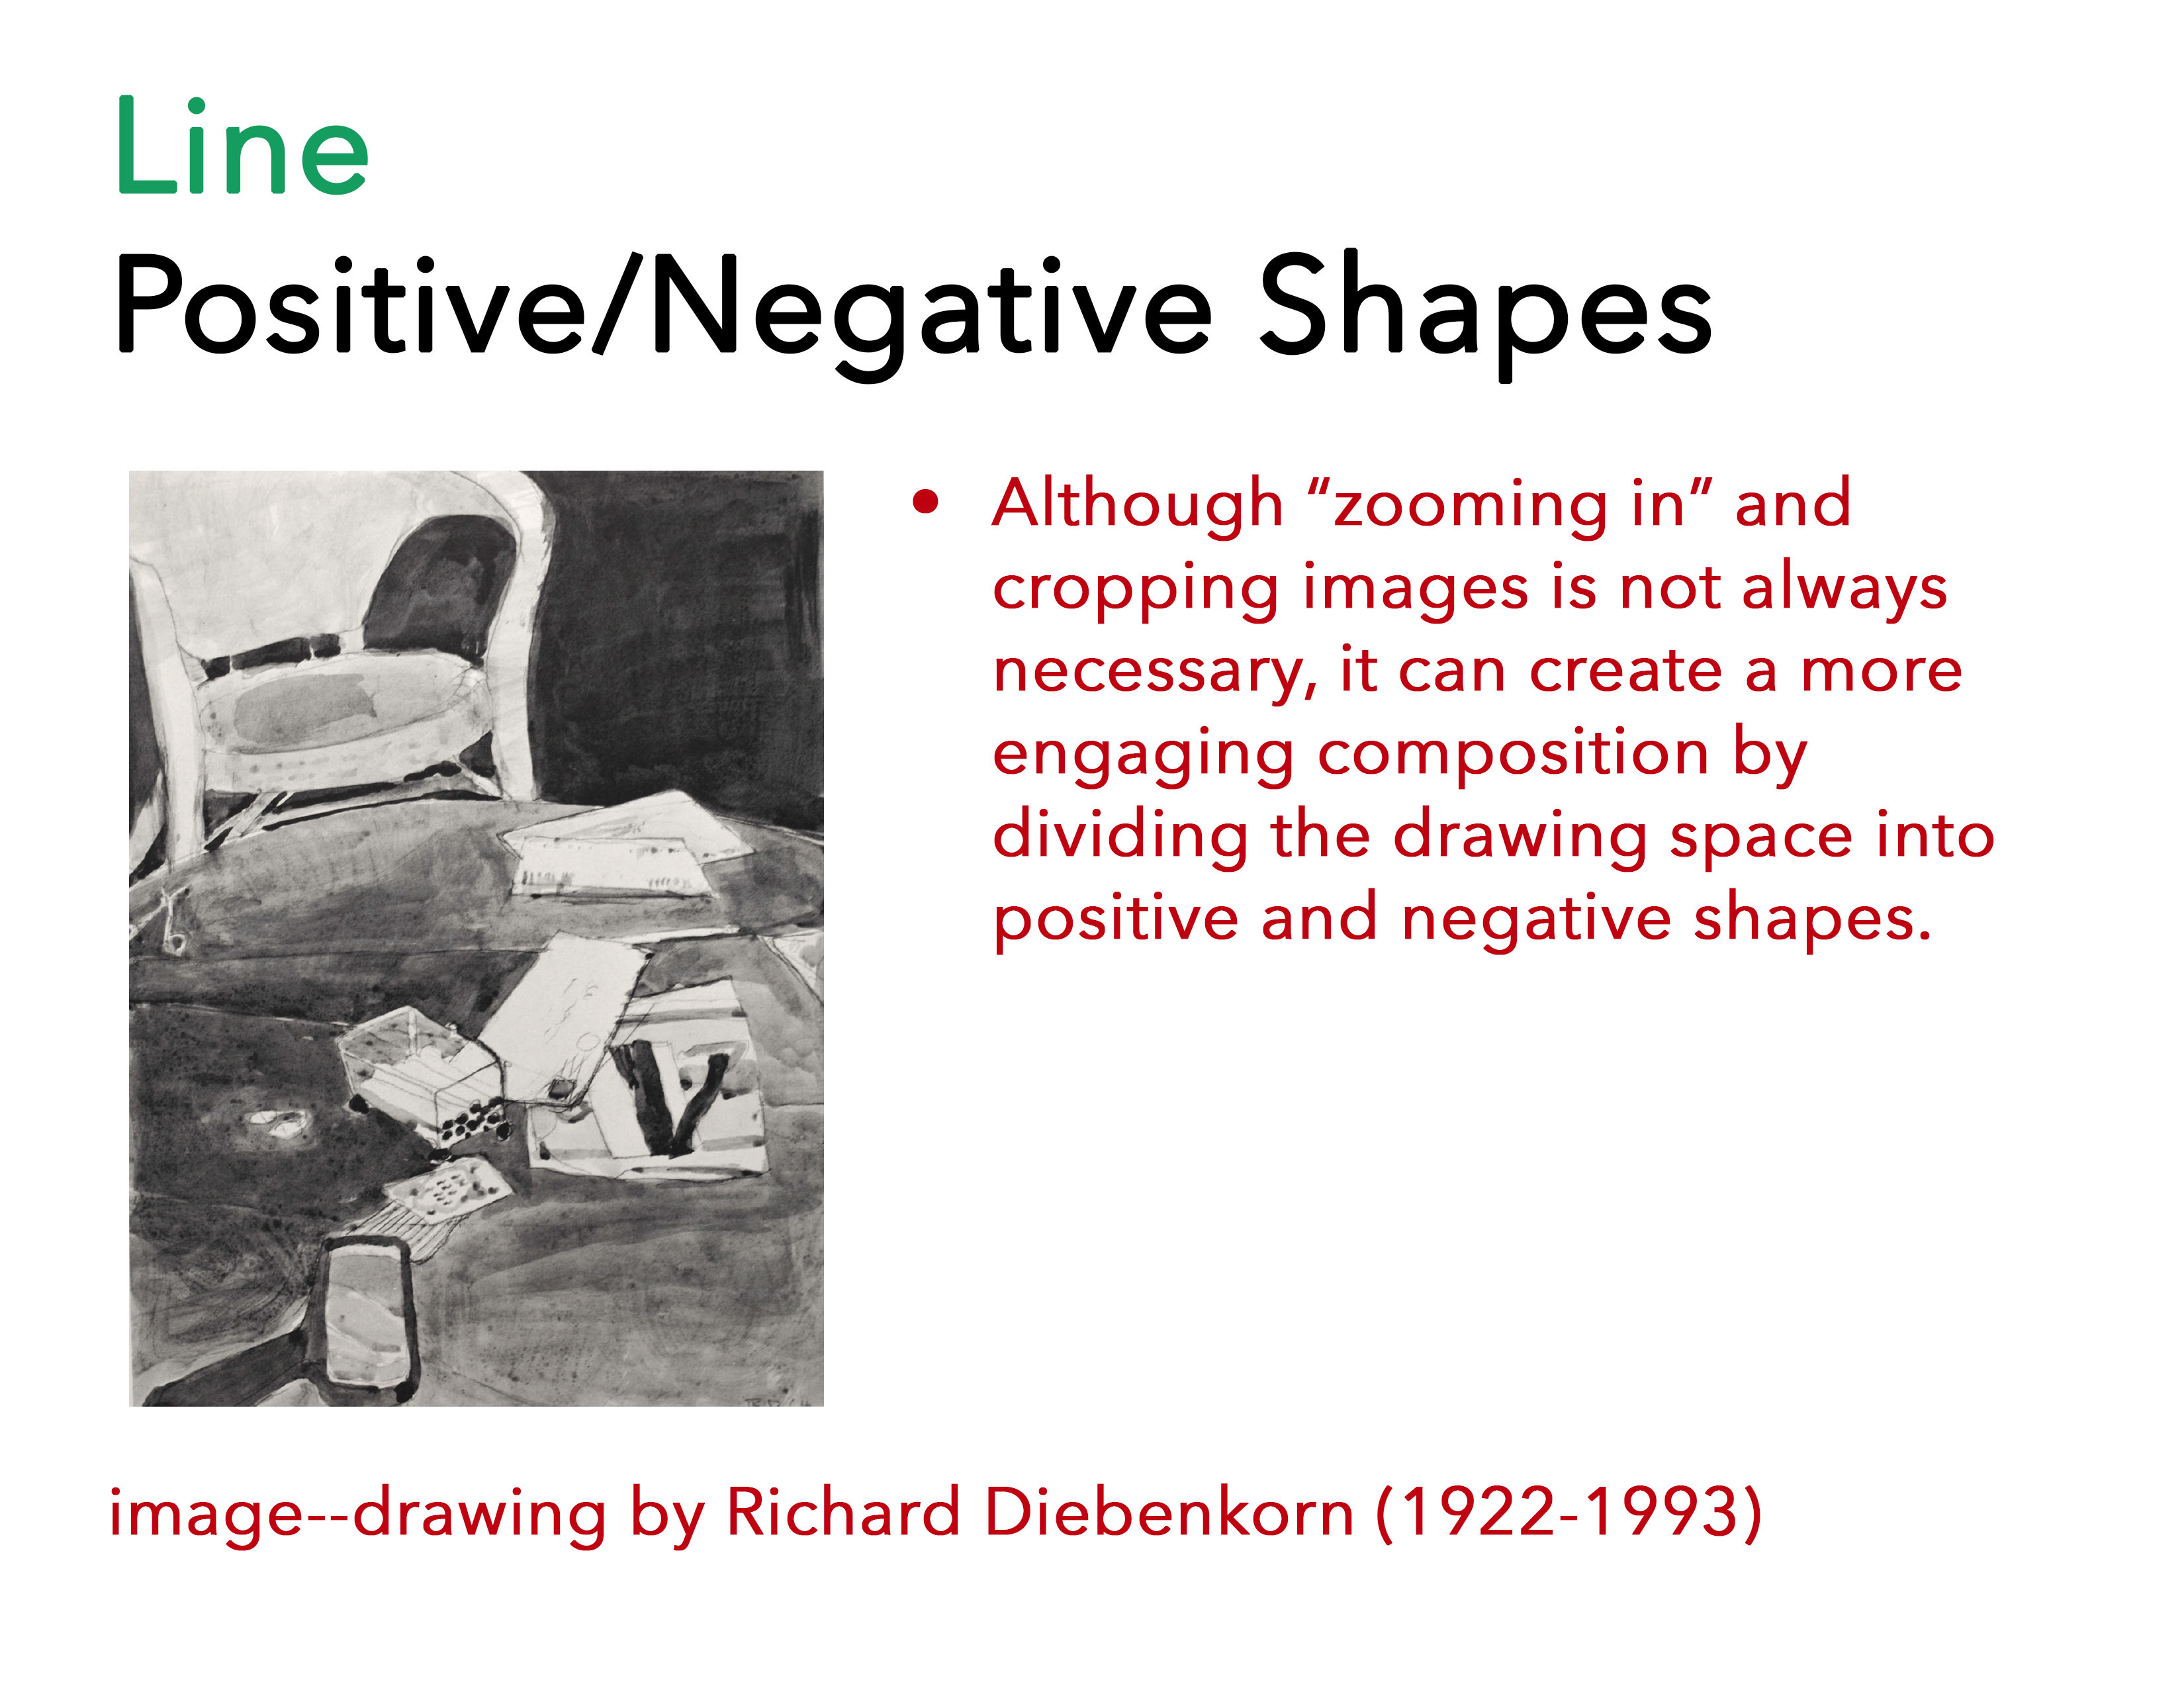 Line
Positive/Negative Shapes
• Although “zooming in” and
cropping images is not always
necessary, it can create a more
engaging composition by
dividing the drawing space into
positive and negative shapes.
image--drawing by Richard Diebenkorn (1922-1993)